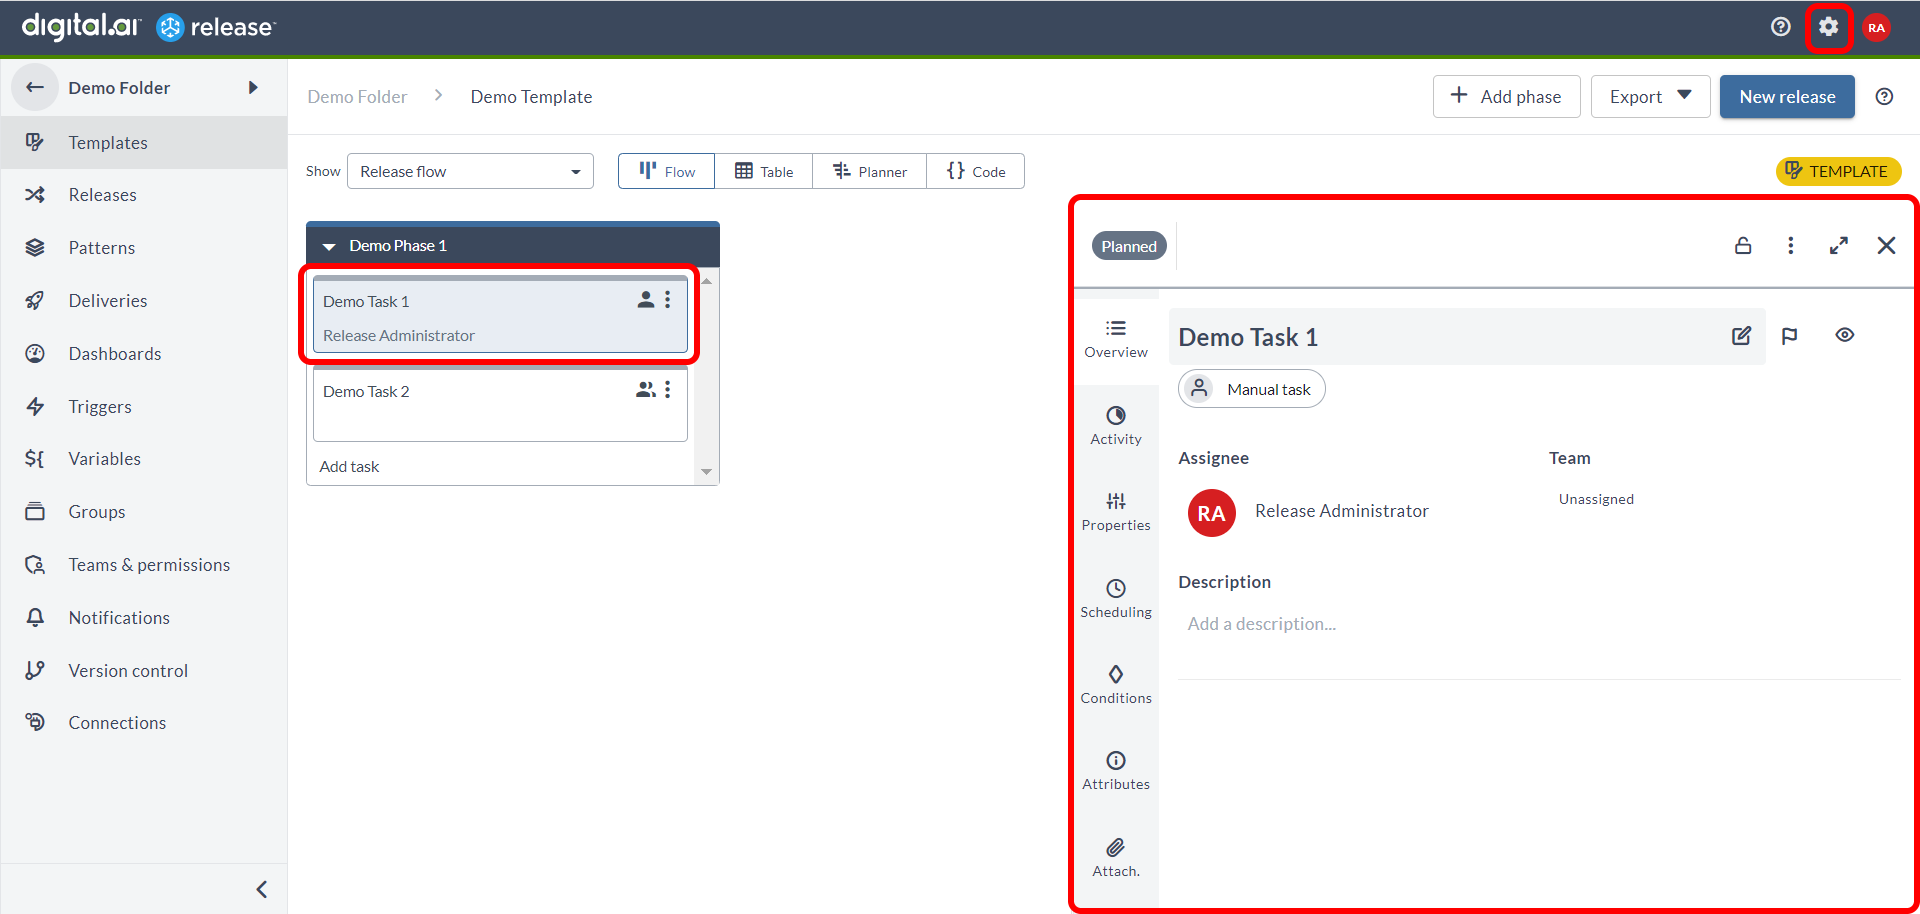 digital.ai release
RA
Demo Folder
Templates
Releases
Patterns
Deliveries
Dashboards
Triggers
Variables
Groups
Teams & permissions
Notifications
Version control
Connections
Demo Folder > Demo Template
Add phase
Export
New release
Show
Release flow
Flow
Table
Planner
Code
TEMPLATE
Demo Phase 1
Demo Task 1
Release Administrator
Demo Task 2
Add task
Planned
Overview
Activity
Properties
Scheduling
Conditions
Attributes
Attach.
Demo Task 1
Manual task
Assignee
Team
RA
Release Administrator
Unassigned
Description
Add a description...